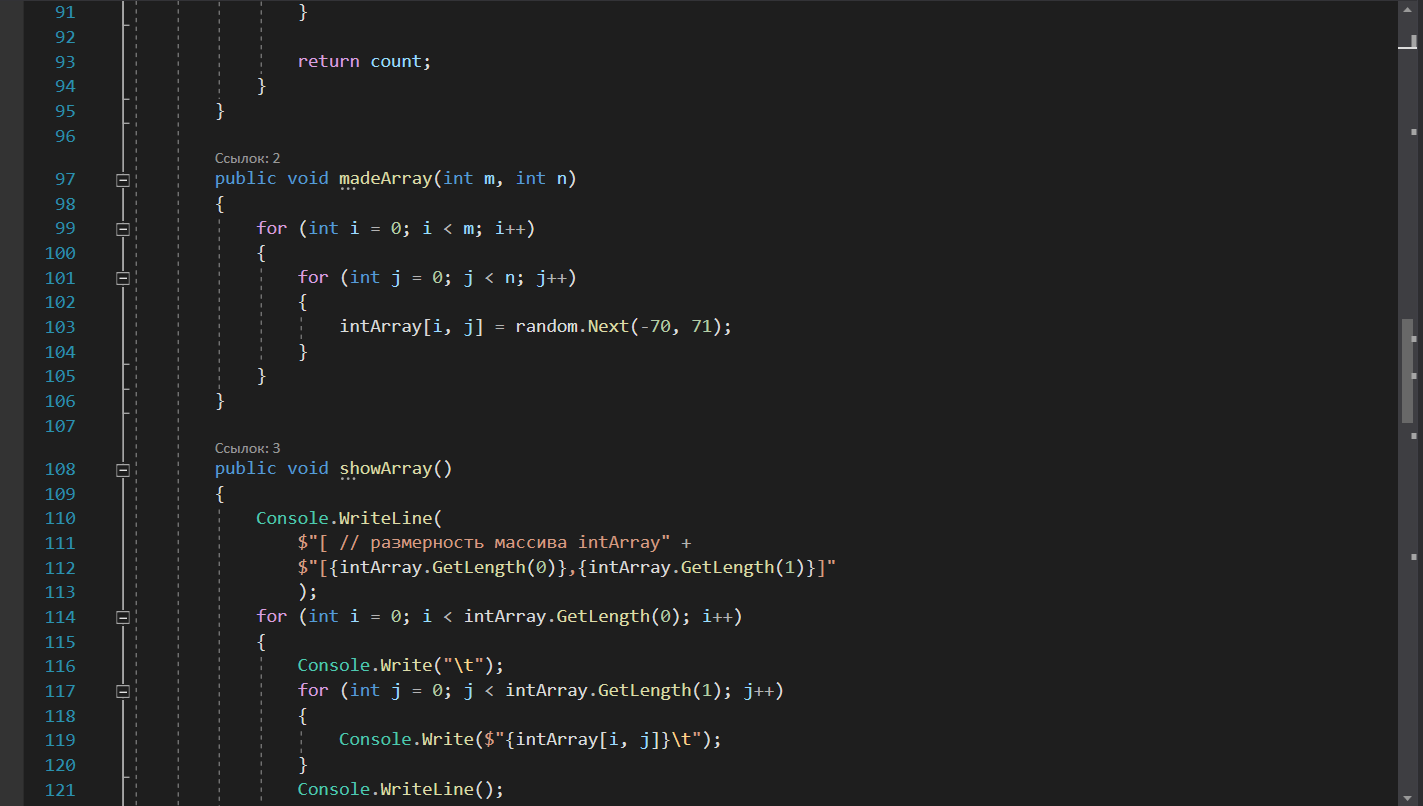 91 }
92
93 return count;
94 }
95 }
96
Ссылок: 2
97 public void madeArray(int m, int n)
98 {
99 for (int i = 0; i < m; i++)
100 {
101 for (int j = 0; j < n; j++)
102 {
103 intArray[i, j] = random.Next(-70, 71);
104 }
105 }
106 }
107
Ссылок: 3
108 public void showArray()
109 {
110 Console.WriteLine(
111 $"[ // размерность массива intArray" +
112 $"[{intArray.GetLength(0)},{intArray.GetLength(1)}]"
113 );
114 for (int i = 0; i < intArray.GetLength(0); i++)
115 {
116 Console.Write("\t");
117 for (int j = 0; j < intArray.GetLength(1); j++)
118 {
119 Console.Write($"{intArray[i, j]}\t");
120 }
121 Console.WriteLine();